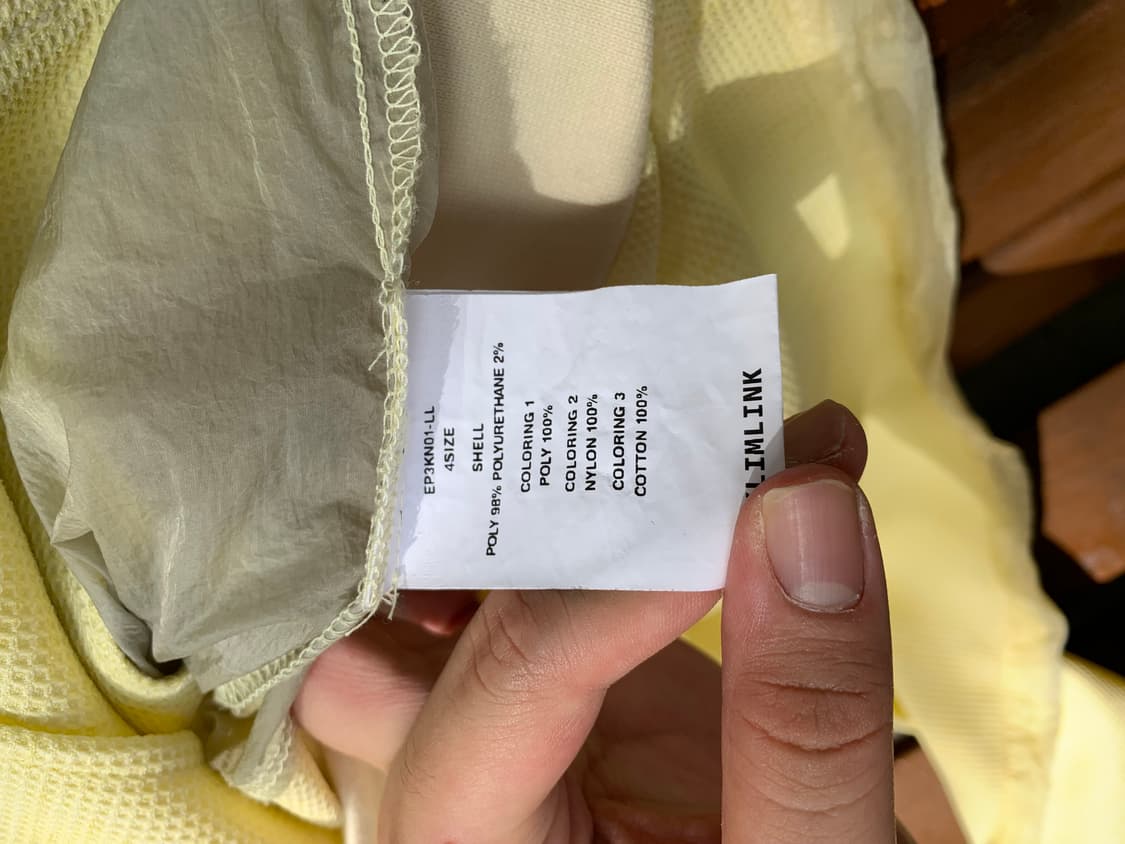 EP3KN01-LL
4SIZE
SHELL
POLY 98% POLYURETHANE 2%
COLORING 1
POLY 100%
COLORING 2
NYLON 100%
COLORING 3
COTTON 100%